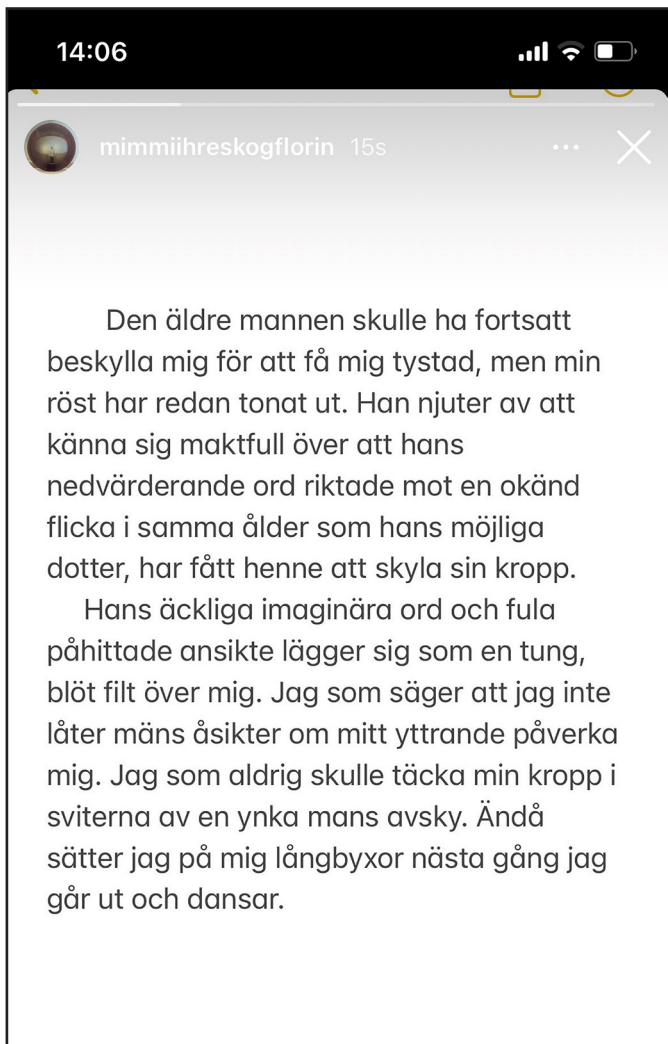 14:06
mimmiihreskogflorin 15s
Den äldre mannen skulle ha fortsatt
beskylla mig för att få mig tystad, men min
röst har redan tonat ut. Han njuter av att
känna sig maktfull över att hans
nedvärderande ord riktade mot en okänd
flicka i samma ålder som hans möjliga
dotter, har fått henne att skyla sin kropp.
Hans äckliga imaginära ord och fula
påhittade ansikte lägger sig som en tung,
blöt filt över mig. Jag som säger att jag inte
låter mäns åsikter om mitt yttrande påverka
mig. Jag som aldrig skulle täcka min kropp i
sviterna av en ynka mans avsky. Ändå
sätter jag på mig långbyxor nästa gång jag
går ut och dansar.